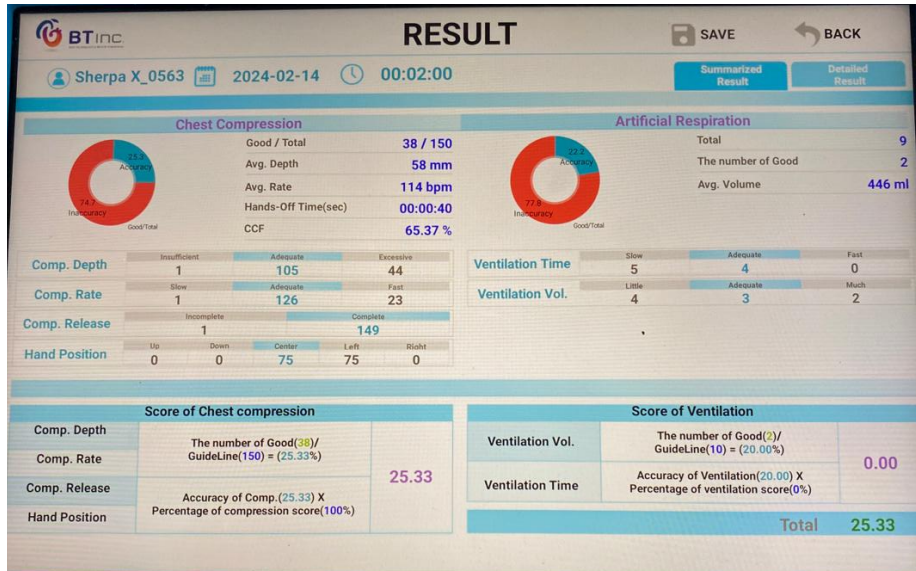 BT inc.
RESULT
SAVE
BACK
Sherpa X_0563
2024-02-14
00:02:00
Summarized
Result
Detailed
Result
Chest Compression
25.3
Accuracy
74.7
Inaccuracy
Good/Total
Good / Total 38 / 150
Avg. Depth 58 mm
Avg. Rate 114 bpm
Hands-Off Time(sec) 00:00:40
CCF 65.37 %
Artificial Respiration
22.2
Accuracy
77.8
Inaccuracy
Good/Total
Total 9
The number of Good 2
Avg. Volume 446 ml
Comp. Depth
Insufficient Adequate Excessive
1 105 44
Comp. Rate
Slow Adequate Fast
1 126 23
Comp. Release
Incomplete Complete
1 149
Hand Position
Up Down Center Left Right
0 0 75 75 0
Ventilation Time
Slow Adequate Fast
5 4 0
Ventilation Vol.
Little Adequate Much
4 3 2
Score of Chest compression
Comp. Depth
Comp. Rate
Comp. Release
Hand Position
The number of Good(38)/
GuideLine(150) = (25.33%)
Accuracy of Comp.(25.33) X
Percentage of compression score(100%)
25.33
Score of Ventilation
Ventilation Vol.
The number of Good(2)/
GuideLine(10) = (20.00%)
Ventilation Time
Accuracy of Ventilation(20.00) X
Percentage of ventilation score(0%)
0.00
Total 25.33